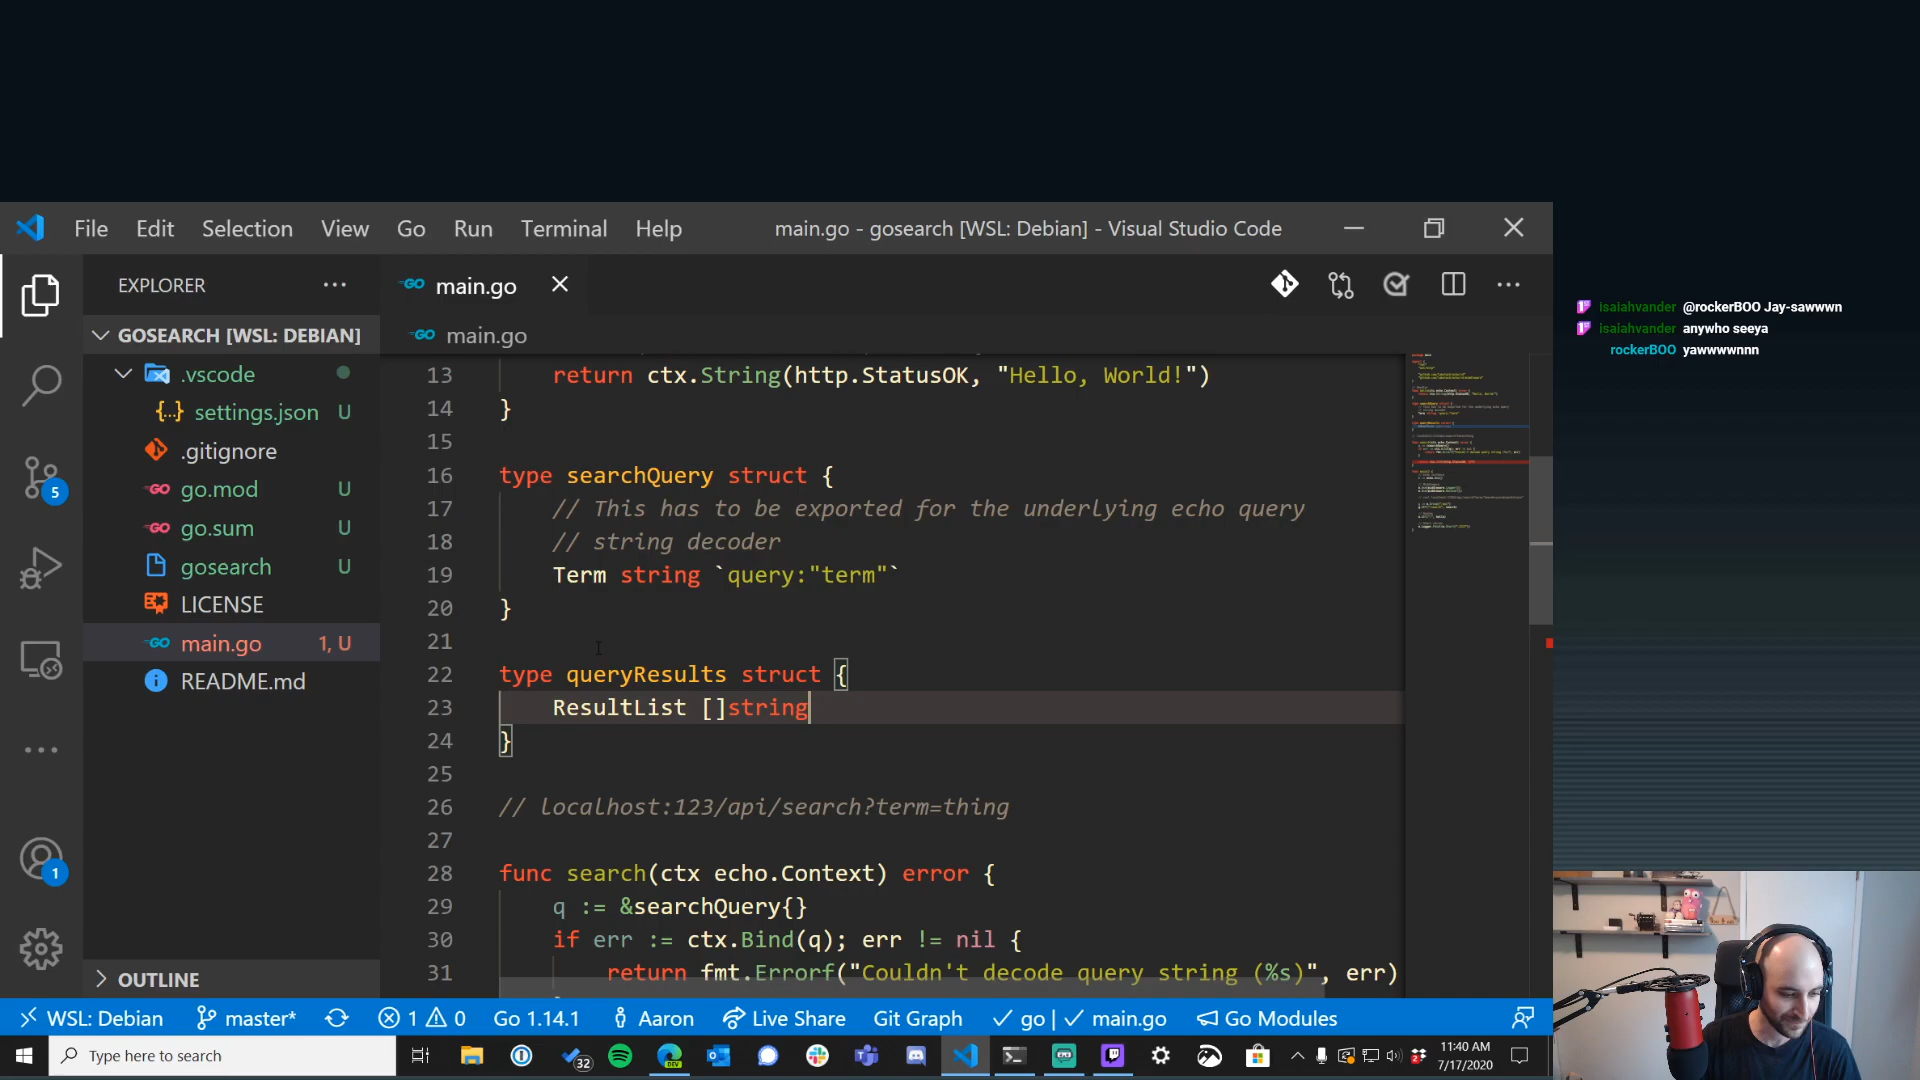 File Edit Selection View Go Run Terminal Help
main.go - gosearch [WSL: Debian] - Visual Studio Code
EXPLORER
main.go
GOSEARCH [WSL: DEBIAN]
main.go
.vscode
settings.json U
.gitignore
go.mod U
go.sum U
gosearch U
LICENSE
main.go 1, U
README.md
OUTLINE
5
1
13 return ctx.String(http.StatusOK, "Hello, World!")
14 }
15
16 type searchQuery struct {
17 // This has to be exported for the underlying echo query
18 // string decoder
19 Term string `query:"term"`
20 }
21
22 type queryResults struct {
23 ResultList []string
24 }
25
26 // localhost:123/api/search?term=thing
27
28 func search(ctx echo.Context) error {
29 q := &searchQuery{}
30 if err := ctx.Bind(q); err != nil {
31 return fmt.Errorf("Couldn't decode query string (%s)", err)
isaiahvander @rockerBOO Jay-sawwwn
isaiahvander anywho seeya
rockerBOO yawwwwnnn
WSL: Debian master* 1 0 Go 1.14.1 Aaron Live Share Git Graph go | main.go Go Modules
Type here to search
32
DEV
11:40 AM
7/17/2020